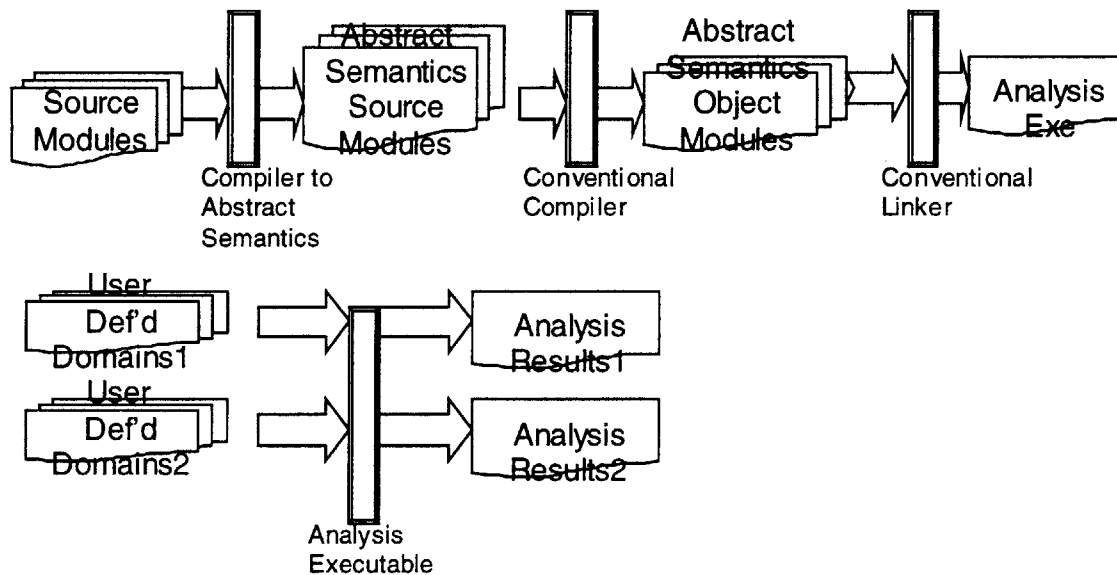 Source
Modules
Compiler to
Abstract
Semantics
Abstract
Semantics
Source
Modules
Conventional
Compiler
Abstract
Semantics
Object
Modules
Conventional
Linker
Analysis
Exe
User
Def'd
Domains1
Analysis
Results1
User
Def'd
Domains2
Analysis
Results2
Analysis
Executable